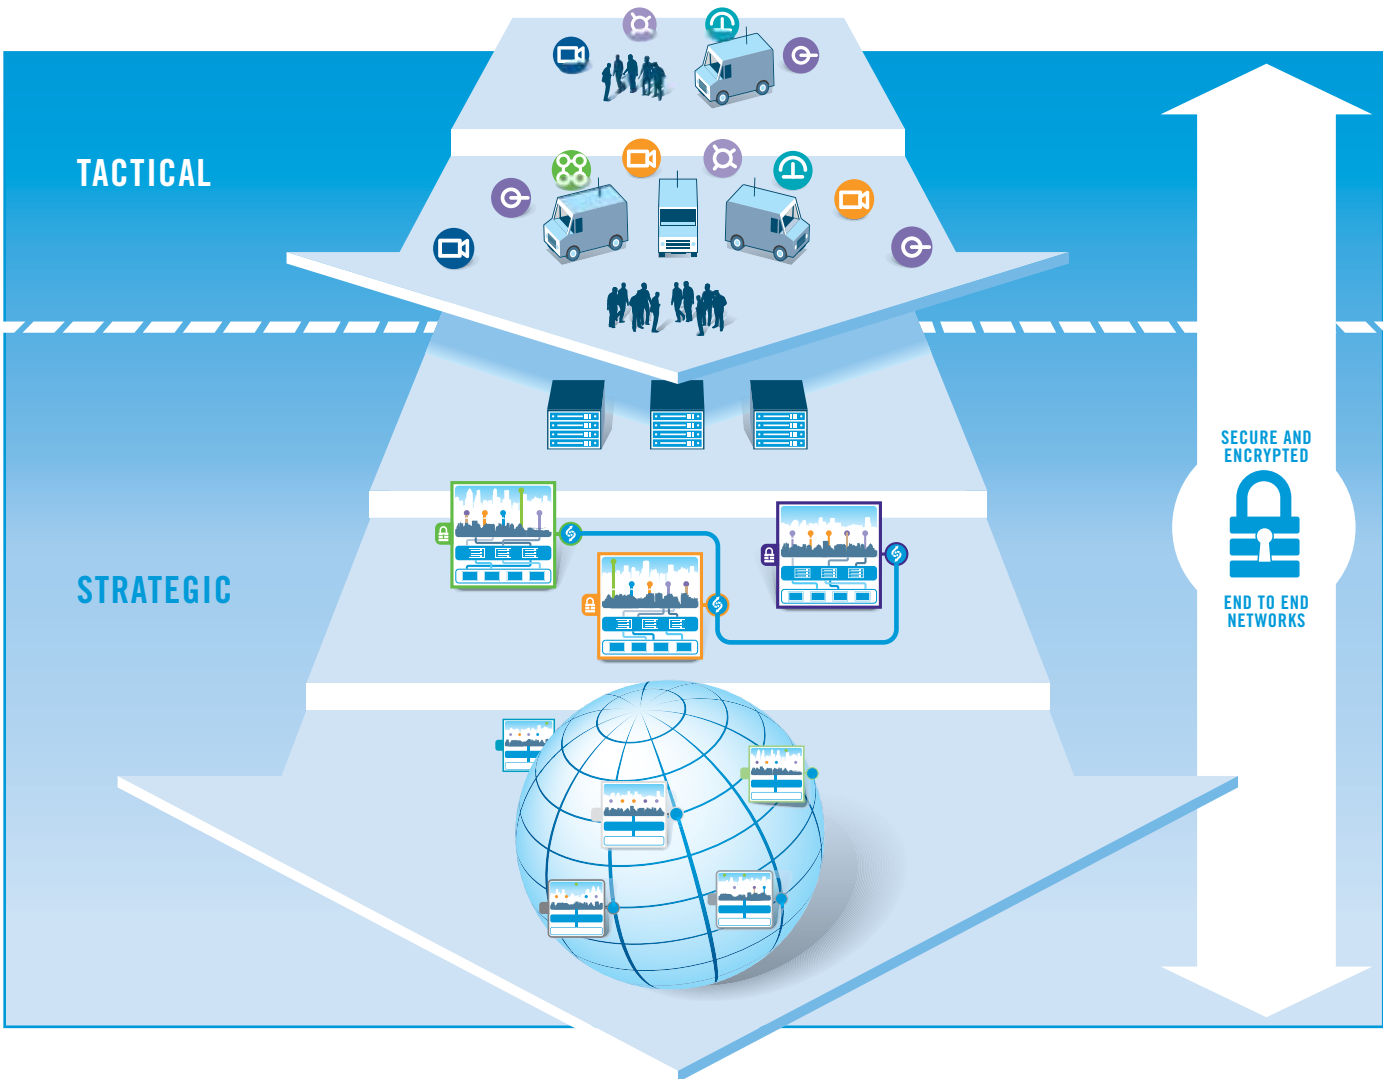 TACTICAL
SECURE AND
ENCRYPTED
STRATEGIC
END TO END
NETWORKS